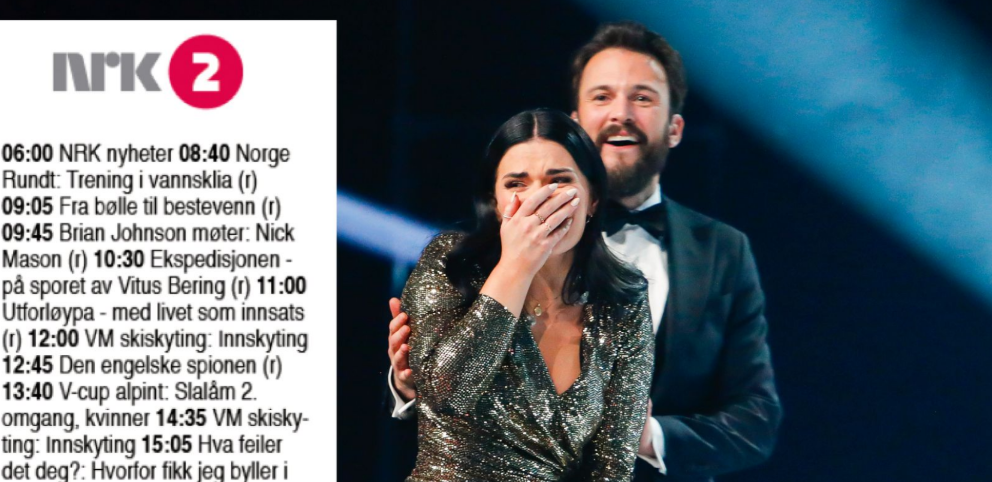 nrk 2
06:00 NRK nyheter 08:40 Norge
Rundt: Trening i vannsklia (r)
09:05 Fra bølle til bestevenn (r)
09:45 Brian Johnson møter: Nick
Mason (r) 10:30 Ekspedisjonen -
på sporet av Vitus Bering (r) 11:00
Utforløypa - med livet som innsats
(r) 12:00 VM skiskyting: Innskyting
12:45 Den engelske spionen (r)
13:40 V-cup alpint: Slalåm 2.
omgang, kvinner 14:35 VM skisky-
ting: Innskyting 15:05 Hva feiler
det deg?: Hvorfor fikk jeg byller i